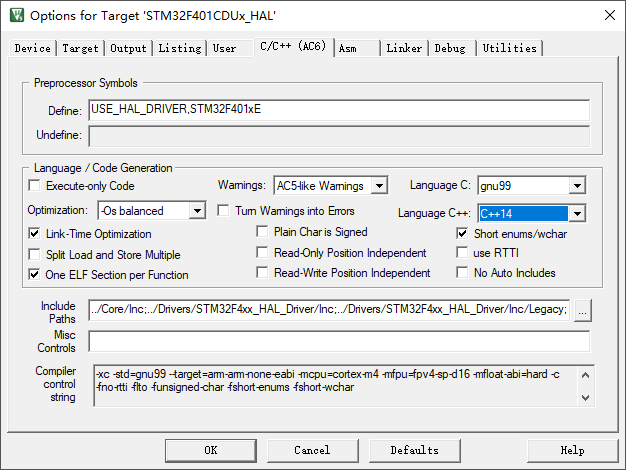 Options for Target 'STM32F401CDUx_HAL'
Device Target Output Listing User C/C++ (AC6) Asm Linker Debug Utilities
Preprocessor Symbols
Define: USE_HAL_DRIVER,STM32F401xE
Undefine:
Language / Code Generation
Execute-only Code Warnings: AC5-like Warnings Language C: gnu99
Optimization: -Os balanced Turn Warnings into Errors Language C++: C++14
Link-Time Optimization Plain Char is Signed Short enums/wchar
Split Load and Store Multiple Read-Only Position Independent use RTTI
One ELF Section per Function Read-Write Position Independent No Auto Includes
Include Paths ../Core/Inc;../Drivers/STM32F4xx_HAL_Driver/Inc;../Drivers/STM32F4xx_HAL_Driver/Inc/Legacy; ...
Misc Controls
Compiler control string -xc -std=gnu99 --target=arm-arm-none-eabi -mcpu=cortex-m4 -mfpu=fpv4-sp-d16 -mfloat-abi=hard -c
-fno-rtti -flto -funsigned-char -fshort-enums -fshort-wchar
OK Cancel Defaults Help